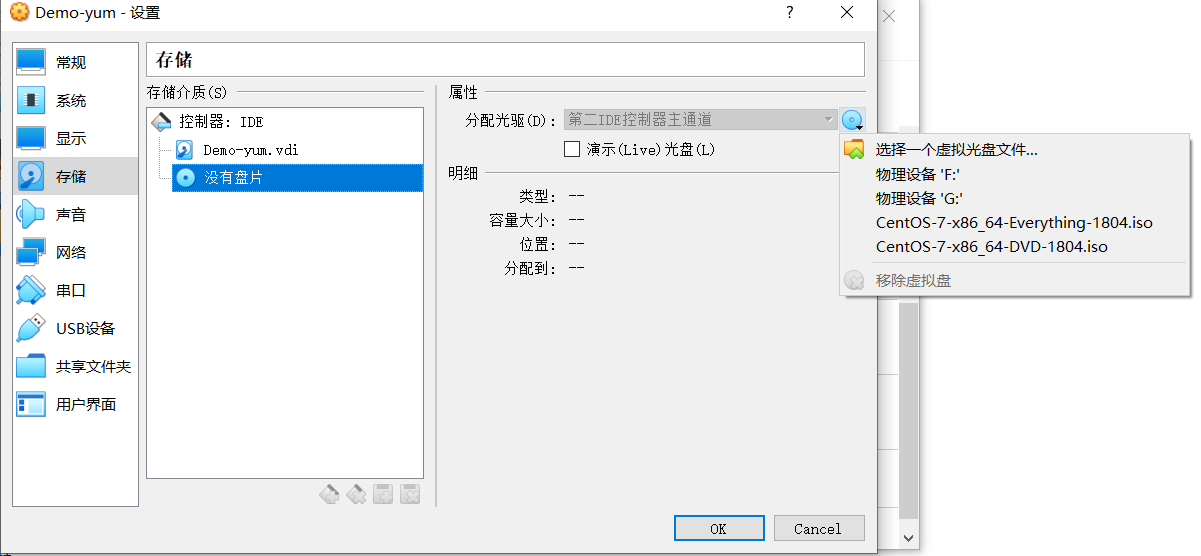 Demo-yum - 设置
?
常规
系统
显示
存储
声音
网络
串口
USB设备
共享文件夹
用户界面
存储
存储介质(S)
控制器: IDE
Demo-yum.vdi
没有盘片
属性
分配光驱(D): 第二IDE控制器主通道
演示(Live)光盘(L)
明细
类型: --
容量大小: --
位置: --
分配到: --
选择一个虚拟光盘文件...
物理设备 'F:'
物理设备 'G:'
CentOS-7-x86_64-Everything-1804.iso
CentOS-7-x86_64-DVD-1804.iso
移除虚拟盘
OK
Cancel